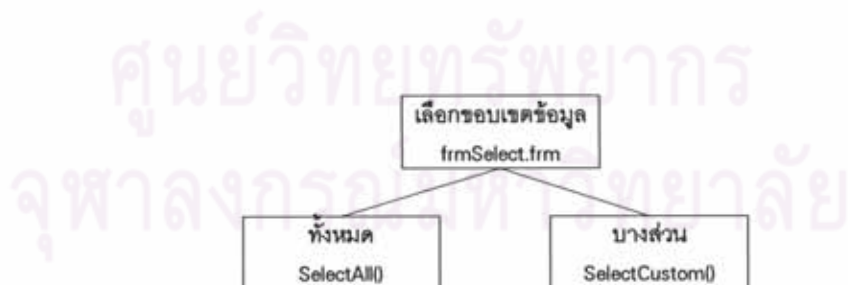 ศูนย์วิทยทรัพยากร
เลือกขอบเขตข้อมูล
frmSelect.frm
จุฬาลงกรณ์มหาวิทยาลัย
ทั้งหมด
บางส่วน
SelectAll()
SelectCustom()